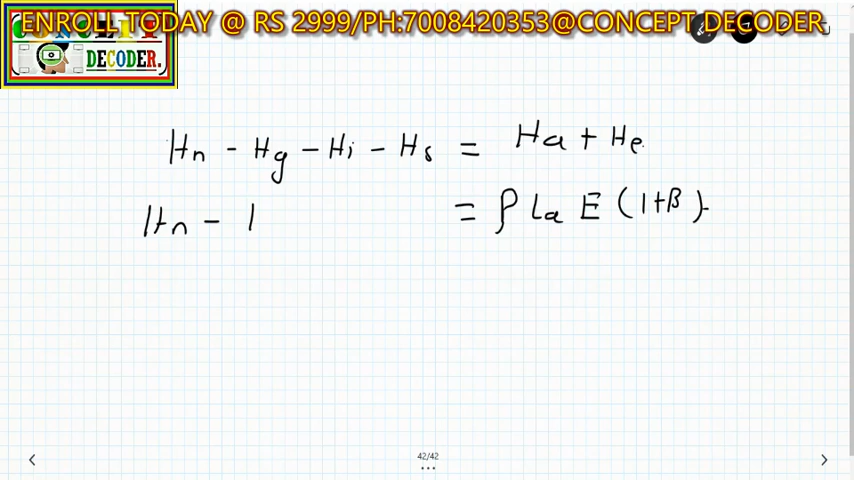 ENROLL TODAY @ RS 2999/PH:7008420353@CONCEPT DECODER.
DECODER.
Hn - Hg - Hi - Hs = Ha + He
Hn - 1 = ρ La E (1+β)
42/42